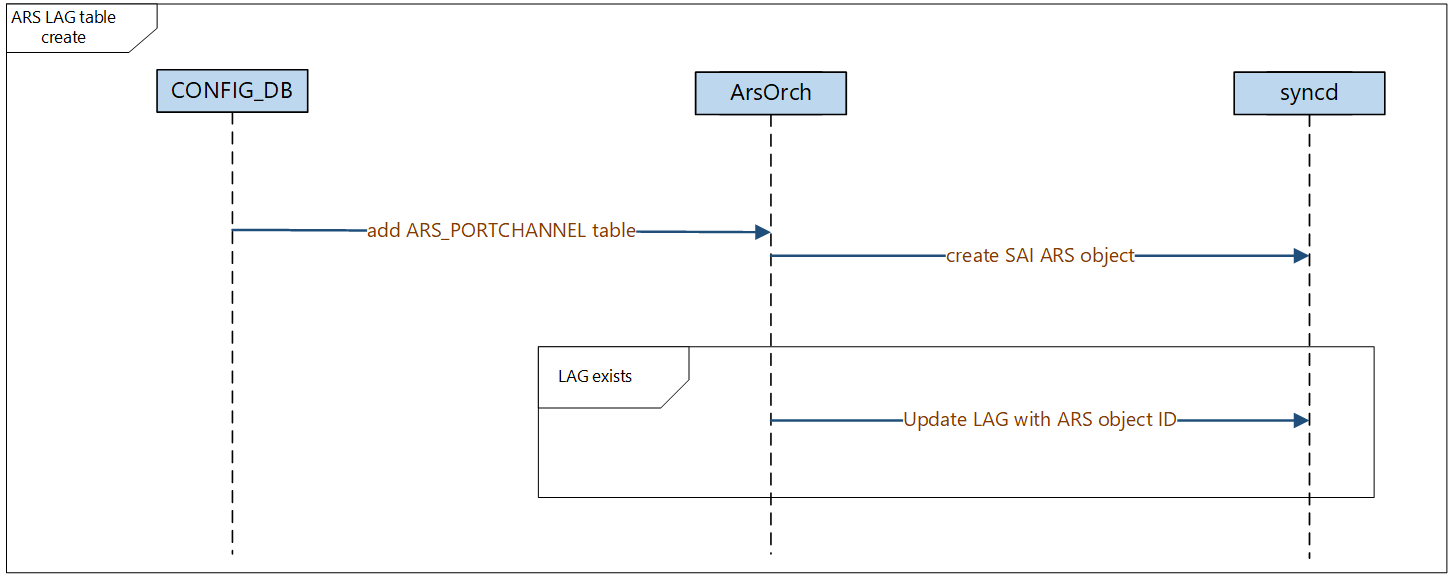 ARS LAG table
create
CONFIG_DB
ArsOrch
syncd
add ARS_PORTCHANNEL table
create SAI ARS object
LAG exists
Update LAG with ARS object ID